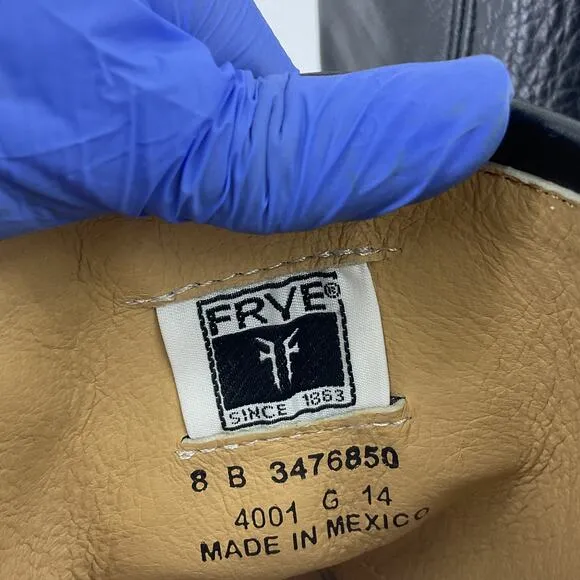 FRYE®
SINCE 1863
8 B 3476850
4001 G 14
MADE IN MEXICO